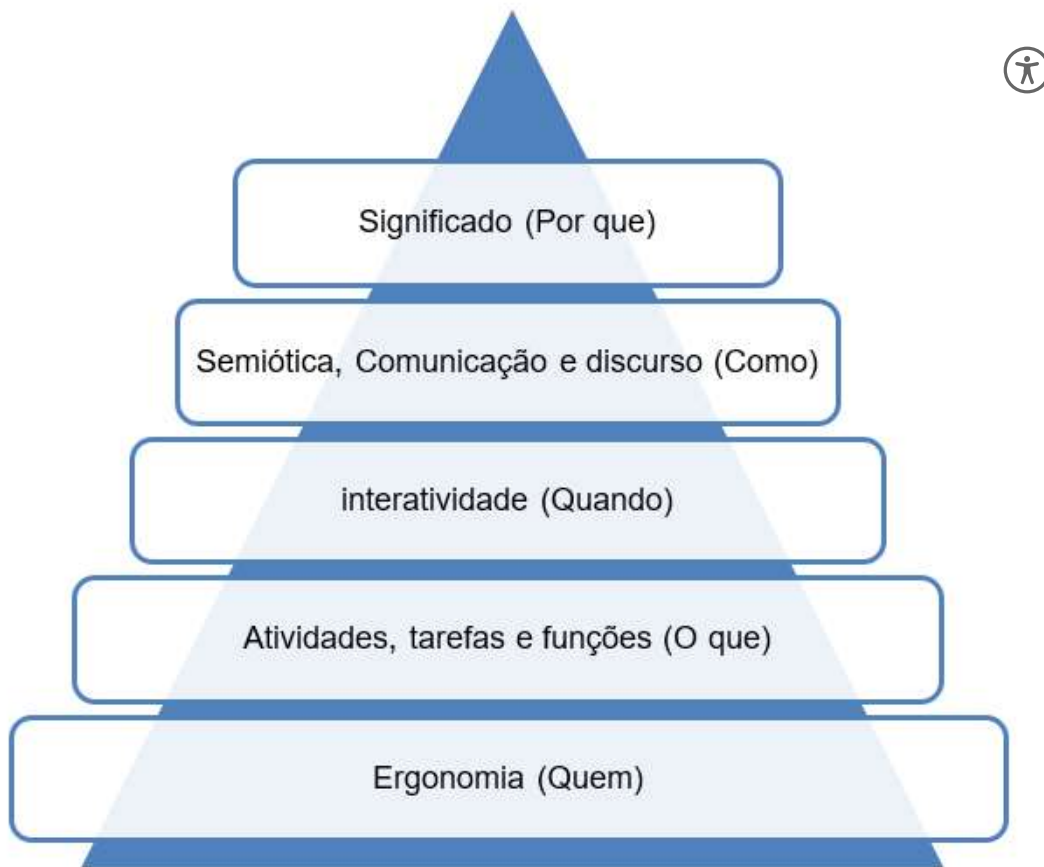 Significado (Por que)
Semiótica, Comunicação e discurso (Como)
interatividade (Quando)
Atividades, tarefas e funções (O que)
Ergonomia (Quem)